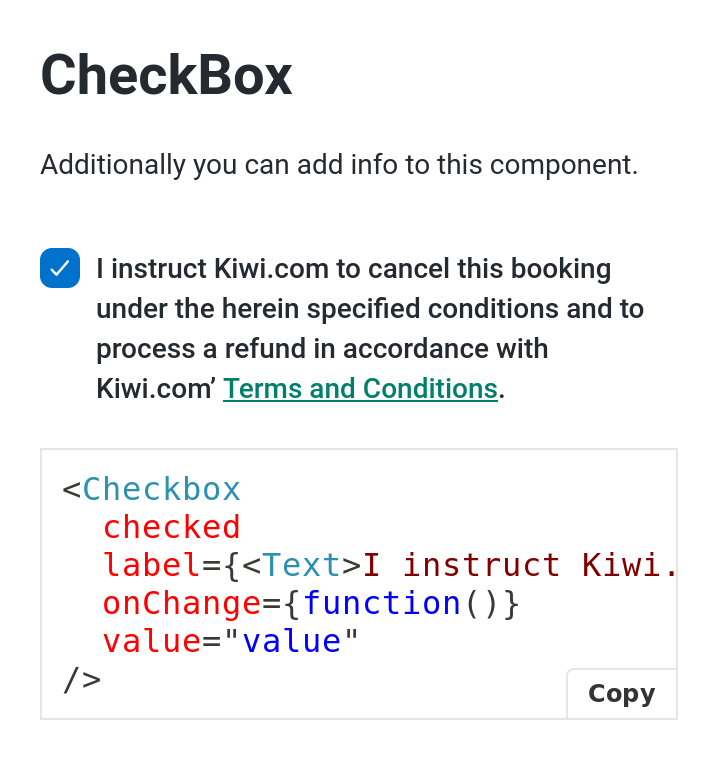 CheckBox
Additionally you can add info to this component.
I instruct Kiwi.com to cancel this booking
under the herein specified conditions and to
process a refund in accordance with
Kiwi.com’ Terms and Conditions.
<Checkbox
  checked
  label={<Text>I instruct Kiwi.
  onChange={function()}
  value="value"
/>
Copy